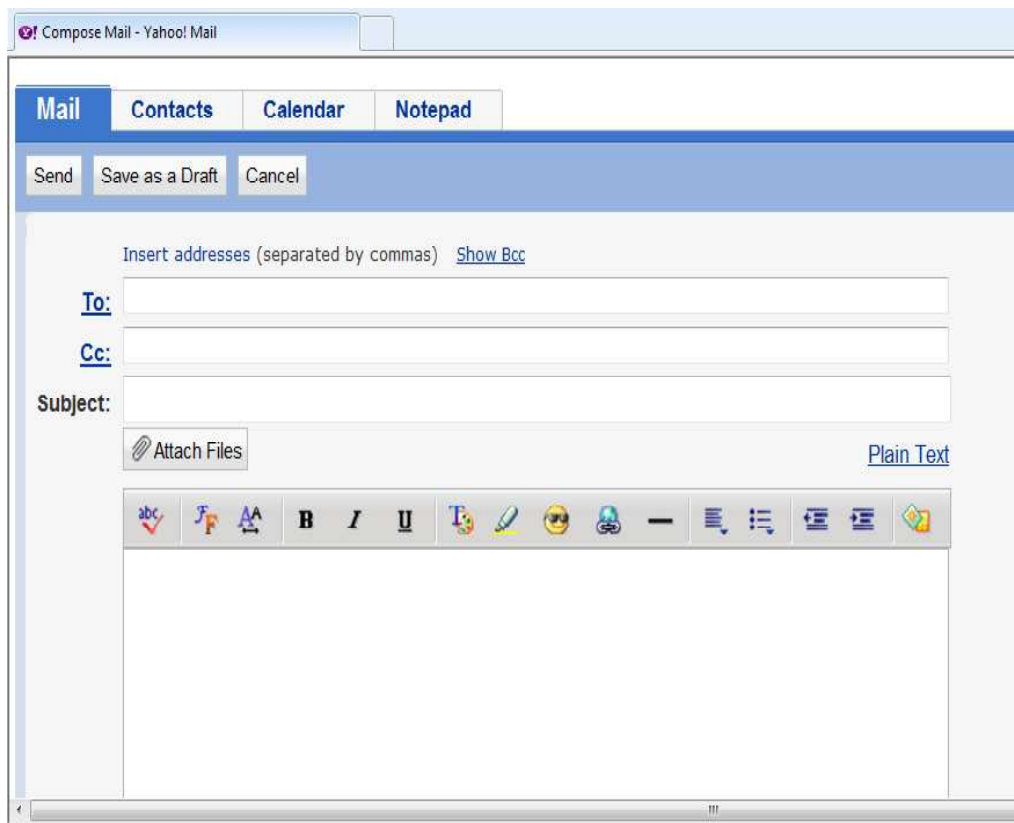 Y! Compose Mail - Yahoo! Mail
Mail Contacts Calendar Notepad
Send Save as a Draft Cancel
Insert addresses (separated by commas) Show Bcc
To:
Cc:
Subject:
Attach Files
Plain Text
abc F F A A B I U T